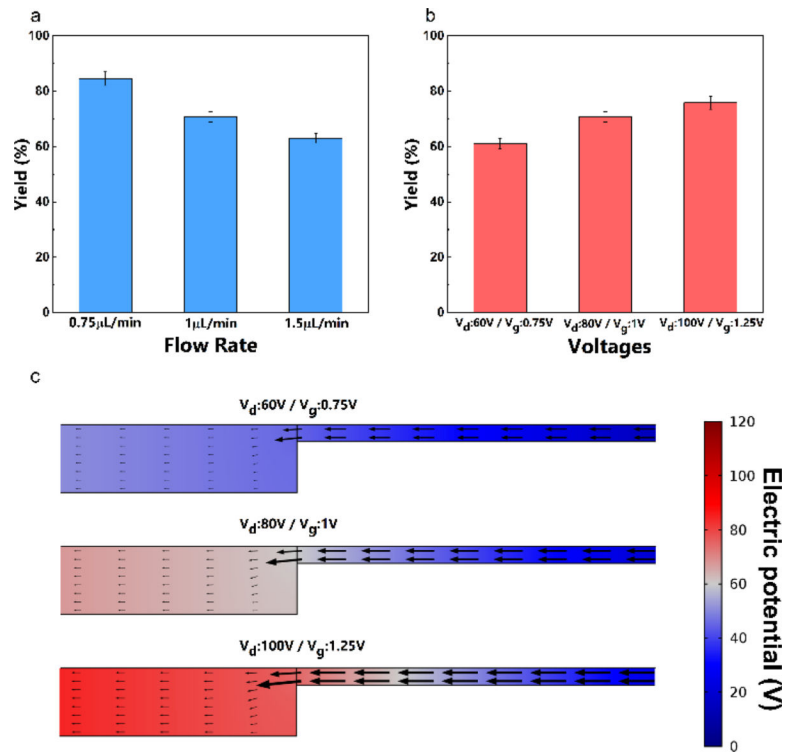 a
b
100
80
60
40
20
0
Yield (%)
0.75μL/min
1μL/min
1.5μL/min
Flow Rate
100
80
60
40
20
0
Yield (%)
Vd:60V / Vg:0.75V
Vd:80V / Vg:1V
Vd:100V / Vg:1.25V
Voltages
c
Vd:60V / Vg:0.75V
Vd:80V / Vg:1V
Vd:100V / Vg:1.25V
120
100
80
60
40
20
0
Electric potential (V)